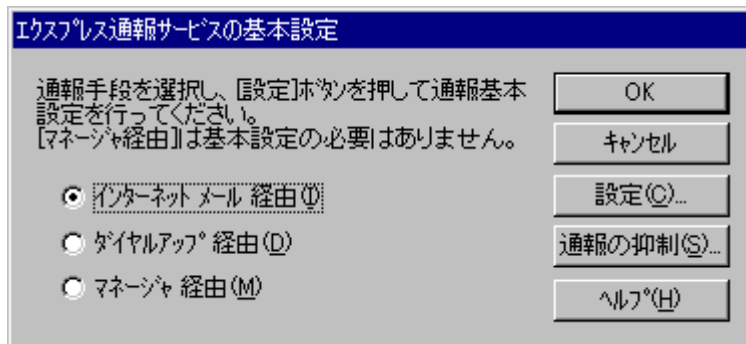 ｴｸｽﾌﾟﾚｽ通報ｻｰﾋﾞｽの基本設定
通報手段を選択し、[設定]ﾎﾞﾀﾝを押して通報基本
設定を行ってください。
[ﾏﾈｰｼﾞｬ経由]は基本設定の必要はありません。
ｲﾝﾀｰﾈｯﾄ ﾒｰﾙ 経由(I)
ﾀﾞｲﾔﾙｱｯﾌﾟ 経由(D)
ﾏﾈｰｼﾞｬ 経由(M)
OK
ｷｬﾝｾﾙ
設定(C)...
通報の抑制(S)...
ﾍﾙﾌﾟ(H)